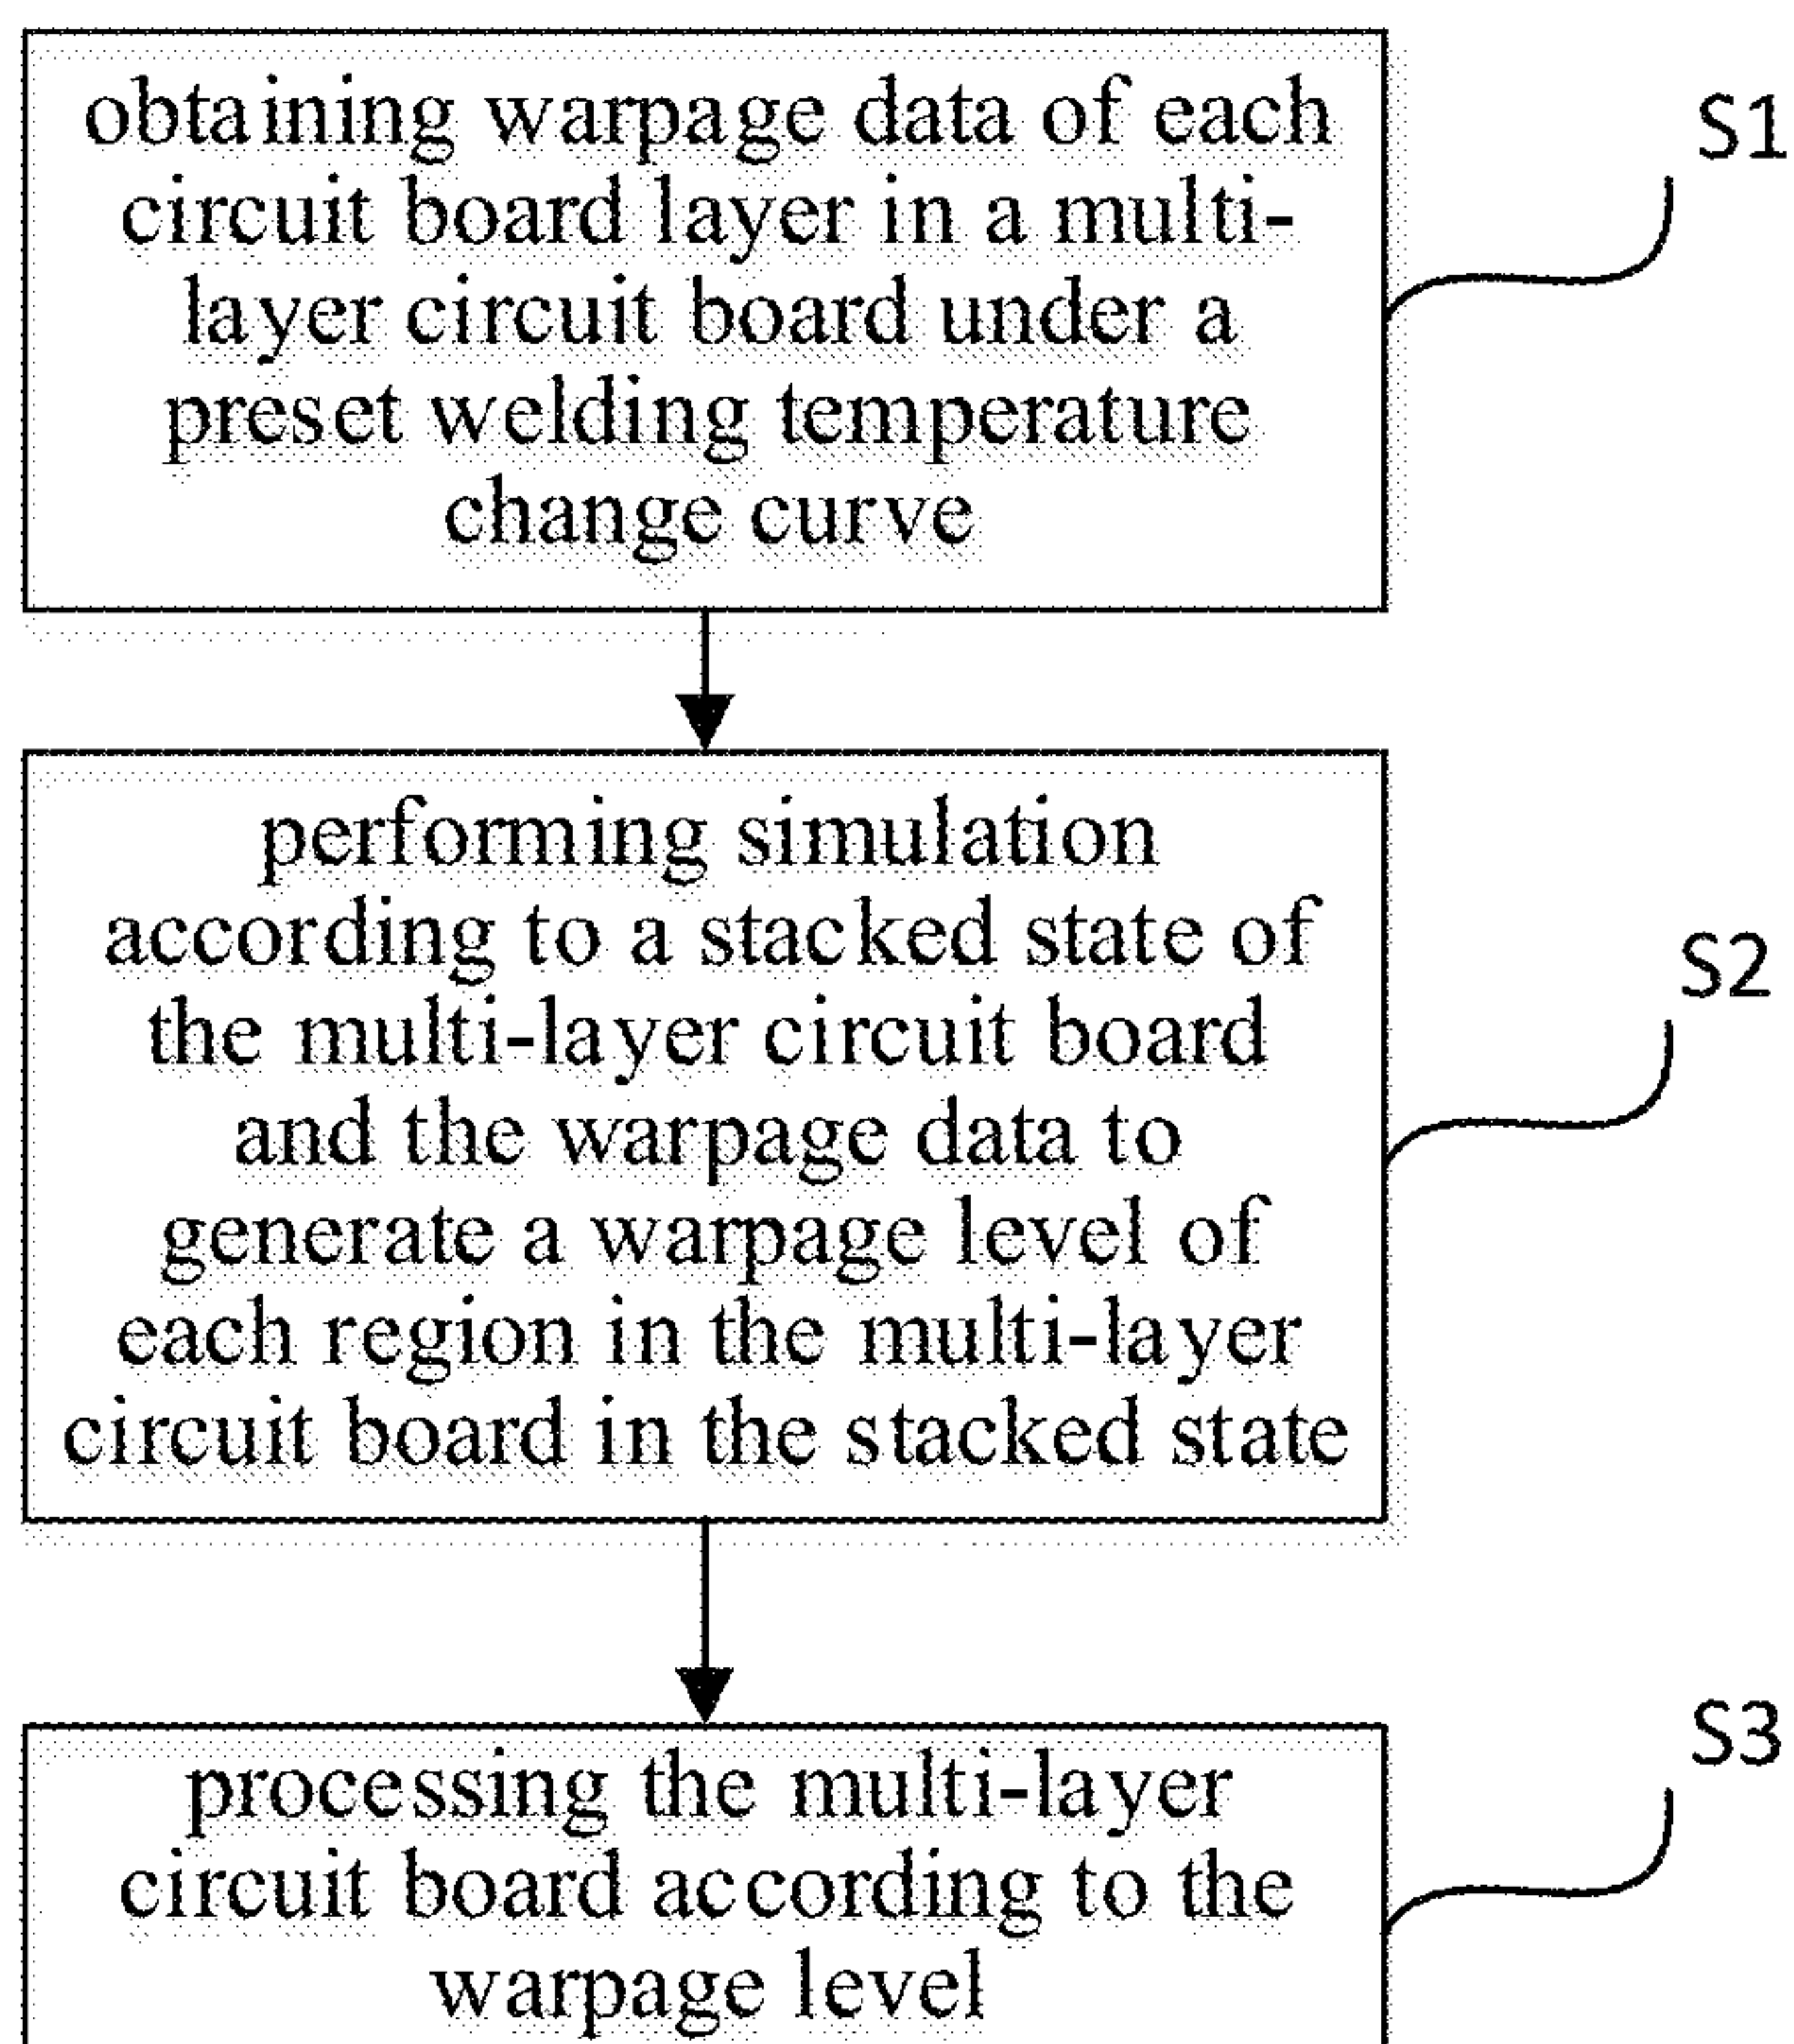 obtaining warpage data of each
circuit board layer in a multi-
layer circuit board under a
preset welding temperature
change curve
S1
performing simulation
according to a stacked state of
the multi-layer circuit board
and the warpage data to
generate a warpage level of
each region in the multi-layer
circuit board in the stacked state
S2
processing the multi-layer
circuit board according to the
warpage level
S3